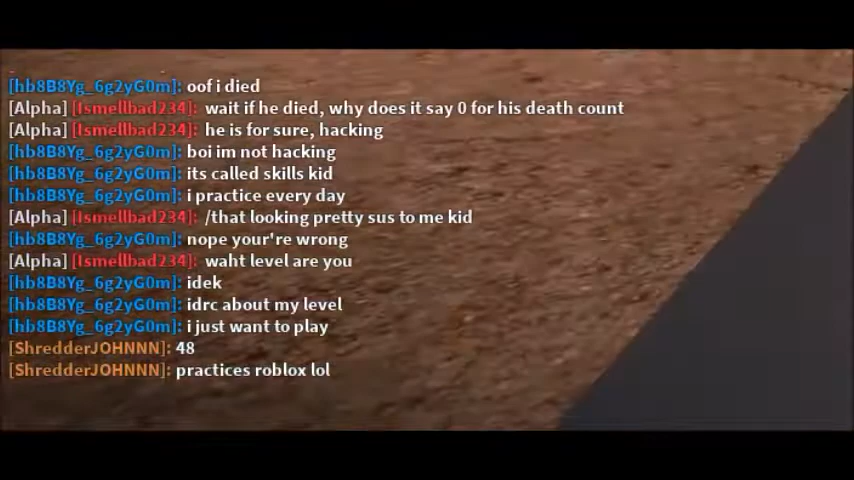 [hb8B8Yg_6g2yG0m]: oof i died
[Alpha] [Ismellbad234]: wait if he died, why does it say 0 for his death count
[Alpha] [Ismellbad234]: he is for sure, hacking
[hb8B8Yg_6g2yG0m]: boi im not hacking
[hb8B8Yg_6g2yG0m]: its called skills kid
[hb8B8Yg_6g2yG0m]: i practice every day
[Alpha] [Ismellbad234]: /that looking pretty sus to me kid
[hb8B8Yg_6g2yG0m]: nope your're wrong
[Alpha] [Ismellbad234]: waht level are you
[hb8B8Yg_6g2yG0m]: idek
[hb8B8Yg_6g2yG0m]: idrc about my level
[hb8B8Yg_6g2yG0m]: i just want to play
[ShredderJOHNNN]: 48
[ShredderJOHNNN]: practices roblox lol